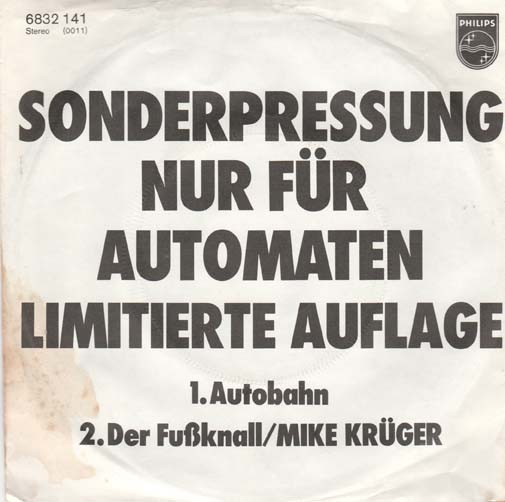 6832 141
Stereo (0011)
PHILIPS
SONDERPRESSUNG
NUR FÜR
AUTOMATEN
LIMITIERTE AUFLAGE
1. Autobahn
2. Der Fußknall/MIKE KRÜGER